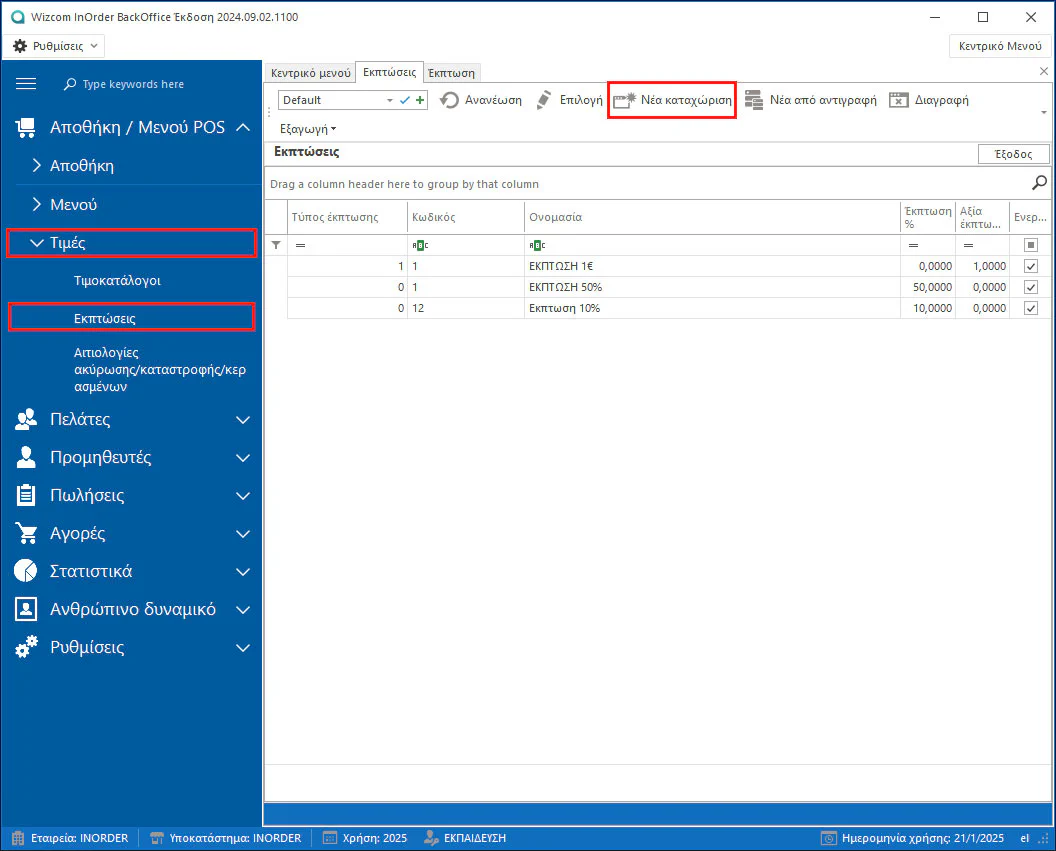 Wizcom InOrder BackOffice Έκδοση 2024.09.02.1100
Ρυθμίσεις
Κεντρικό Μενού
Type keywords here
Αποθήκη / Μενού POS
Αποθήκη
Μενού
Τιμές
Τιμοκατάλογοι
Εκπτώσεις
Αιτιολογίες
ακύρωσης/καταστροφής/κερ
ασμένων
Πελάτες
Προμηθευτές
Πωλήσεις
Αγορές
Στατιστικά
Ανθρώπινο δυναμικό
Ρυθμίσεις
Κεντρικό μενού Εκπτώσεις Έκπτωση
Default Ανανέωση Επιλογή Νέα καταχώριση Νέα από αντιγραφή Διαγραφή
Εξαγωγή
Εκπτώσεις
Έξοδος
Drag a column header here to group by that column
Τύπος έκπτωσης Κωδικός Ονομασία Έκπτωση % Αξία έκπτω... Ενερ...
= ABC ABC = =
1 1 ΕΚΠΤΩΣΗ 1€ 0,0000 1,0000
0 1 ΕΚΠΤΩΣΗ 50% 50,0000 0,0000
0 12 Εκπτωση 10% 10,0000 0,0000
Εταιρεία: INORDER Υποκατάστημα: INORDER Χρήση: 2025 ΕΚΠΑΙΔΕΥΣΗ Ημερομηνία χρήσης: 21/1/2025 el